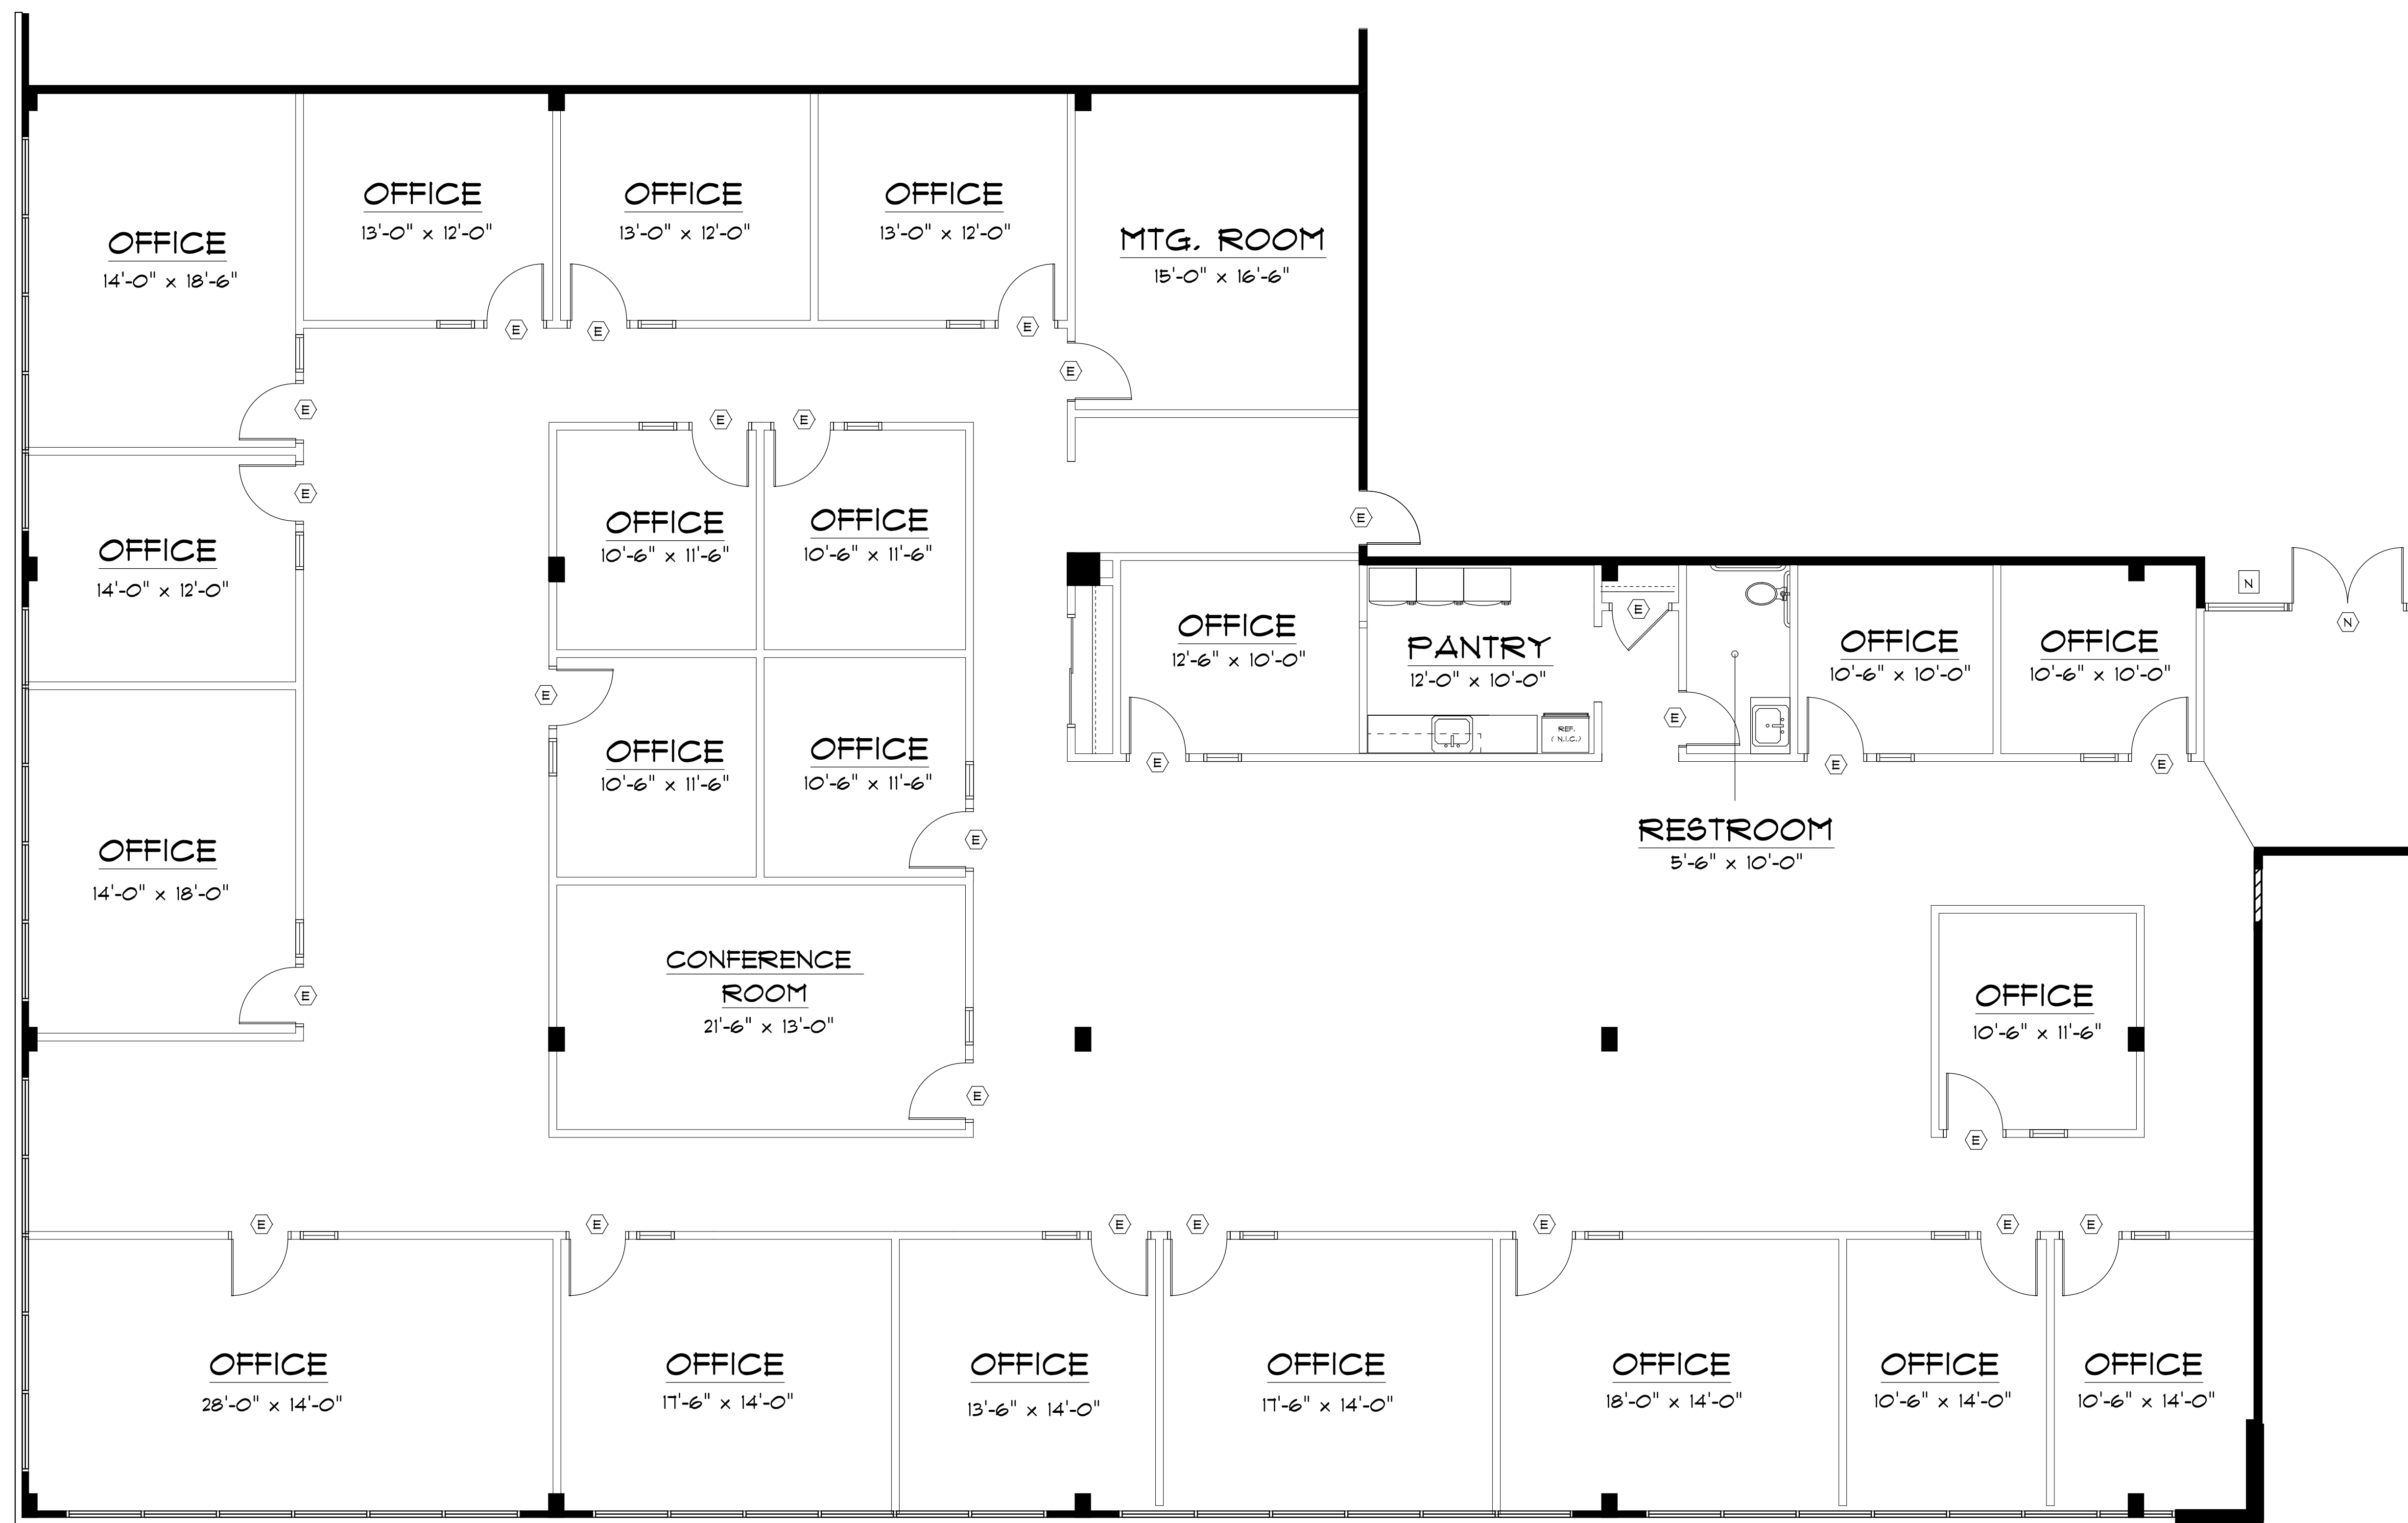 OFFICE
14'-0" x 18'-6"
OFFICE
13'-0" x 12'-0"
OFFICE
13'-0" x 12'-0"
OFFICE
13'-0" x 12'-0"
MTG. ROOM
15'-0" x 16'-6"
E
E
E
E
E
E
E
E
E
OFFICE
14'-0" x 12'-0"
OFFICE
10'-6" x 11'-6"
OFFICE
10'-6" x 11'-6"
N
N
E
OFFICE
12'-6" x 10'-0"
PANTRY
12'-0" x 10'-0"
OFFICE
10'-6" x 10'-0"
OFFICE
10'-6" x 10'-0"
E
E
REF.
( N.I.C.)
OFFICE
10'-6" x 11'-6"
OFFICE
10'-6" x 11'-6"
E
E
E
E
RESTROOM
5'-6" x 10'-0"
OFFICE
14'-0" x 18'-0"
E
CONFERENCE
ROOM
21'-6" x 13'-0"
OFFICE
10'-6" x 11'-6"
E
E
E
E
E
E
E
E
E
E
OFFICE
28'-0" x 14'-0"
OFFICE
17'-6" x 14'-0"
OFFICE
13'-6" x 14'-0"
OFFICE
17'-6" x 14'-0"
OFFICE
18'-0" x 14'-0"
OFFICE
10'-6" x 14'-0"
OFFICE
10'-6" x 14'-0"